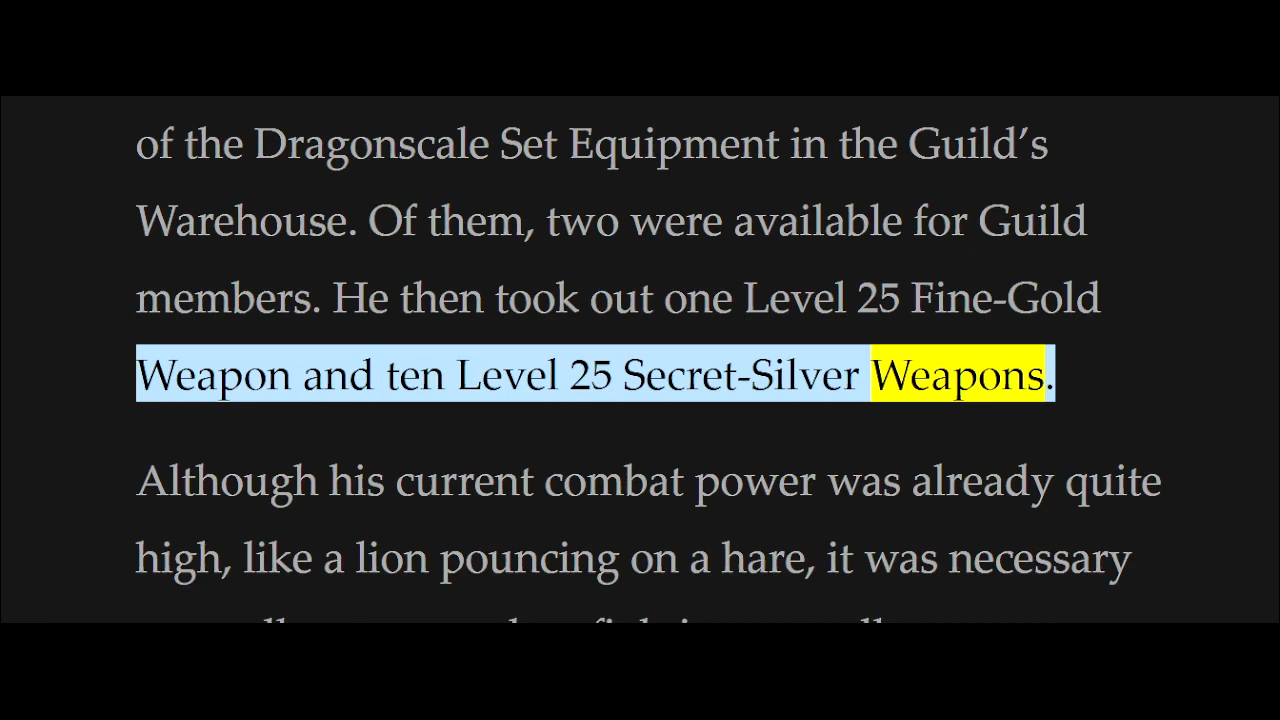 of the Dragonscale Set Equipment in the Guild’s
Warehouse. Of them, two were available for Guild
members. He then took out one Level 25 Fine-Gold
Weapon and ten Level 25 Secret-Silver Weapons.
Although his current combat power was already quite
high, like a lion pouncing on a hare, it was necessary